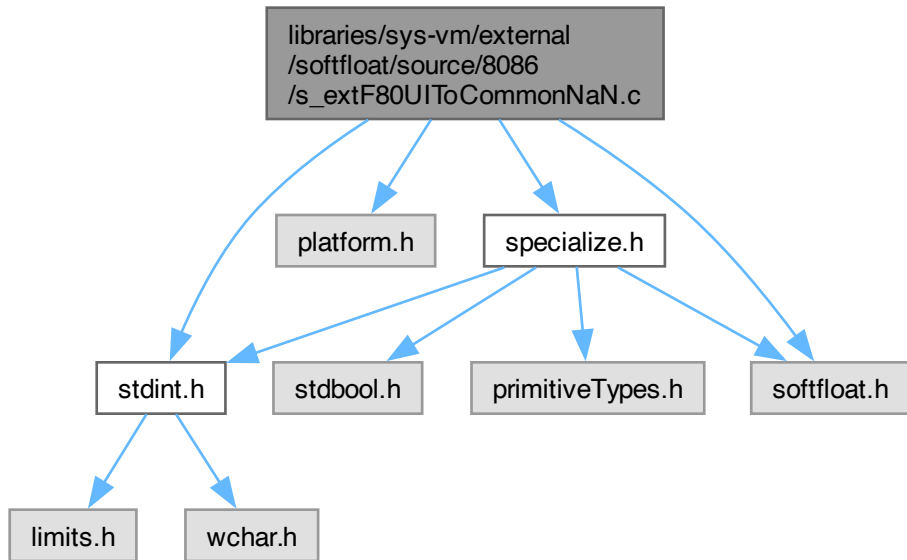 libraries/sys-vm/external
/softfloat/source/8086
/s_extF80UIToCommonNaN.c
platform.h
specialize.h
stdint.h
stdbool.h
primitiveTypes.h
softfloat.h
limits.h
wchar.h